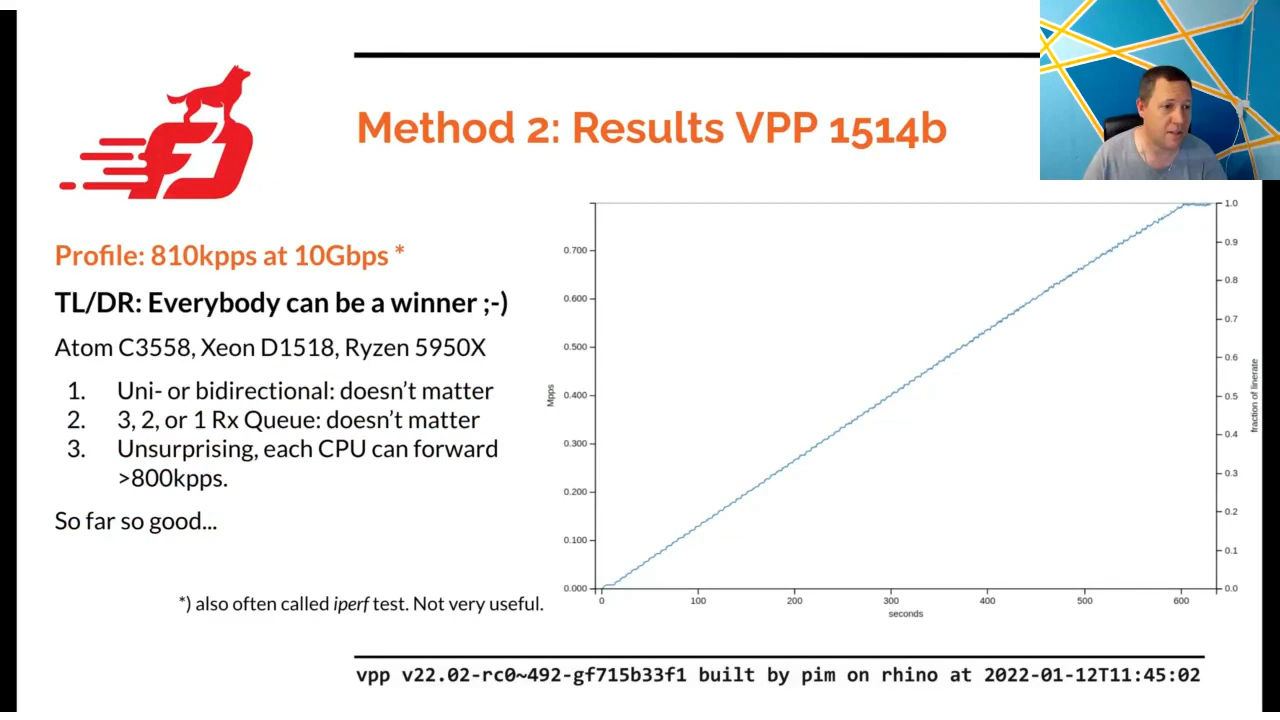 Method 2: Results VPP 1514b
Profile: 810kpps at 10Gbps *
TL/DR: Everybody can be a winner ;-)
Atom C3558, Xeon D1518, Ryzen 5950X
1. Uni- or bidirectional: doesn't matter
2. 3, 2, or 1 Rx Queue: doesn't matter
3. Unsurprising, each CPU can forward
>800kpps.
So far so good...
*) also often called iperf test. Not very useful.
Mpps
0.700
0.600
0.500
0.400
0.300
0.200
0.100
0.000
0 100 200 300 400 500 600
seconds
1.0
0.9
0.8
0.7
0.6
0.5
0.4
0.3
0.2
0.1
0.0
fraction of linerate
vpp v22.02-rc0~492-gf715b33f1 built by pim on rhino at 2022-01-12T11:45:02